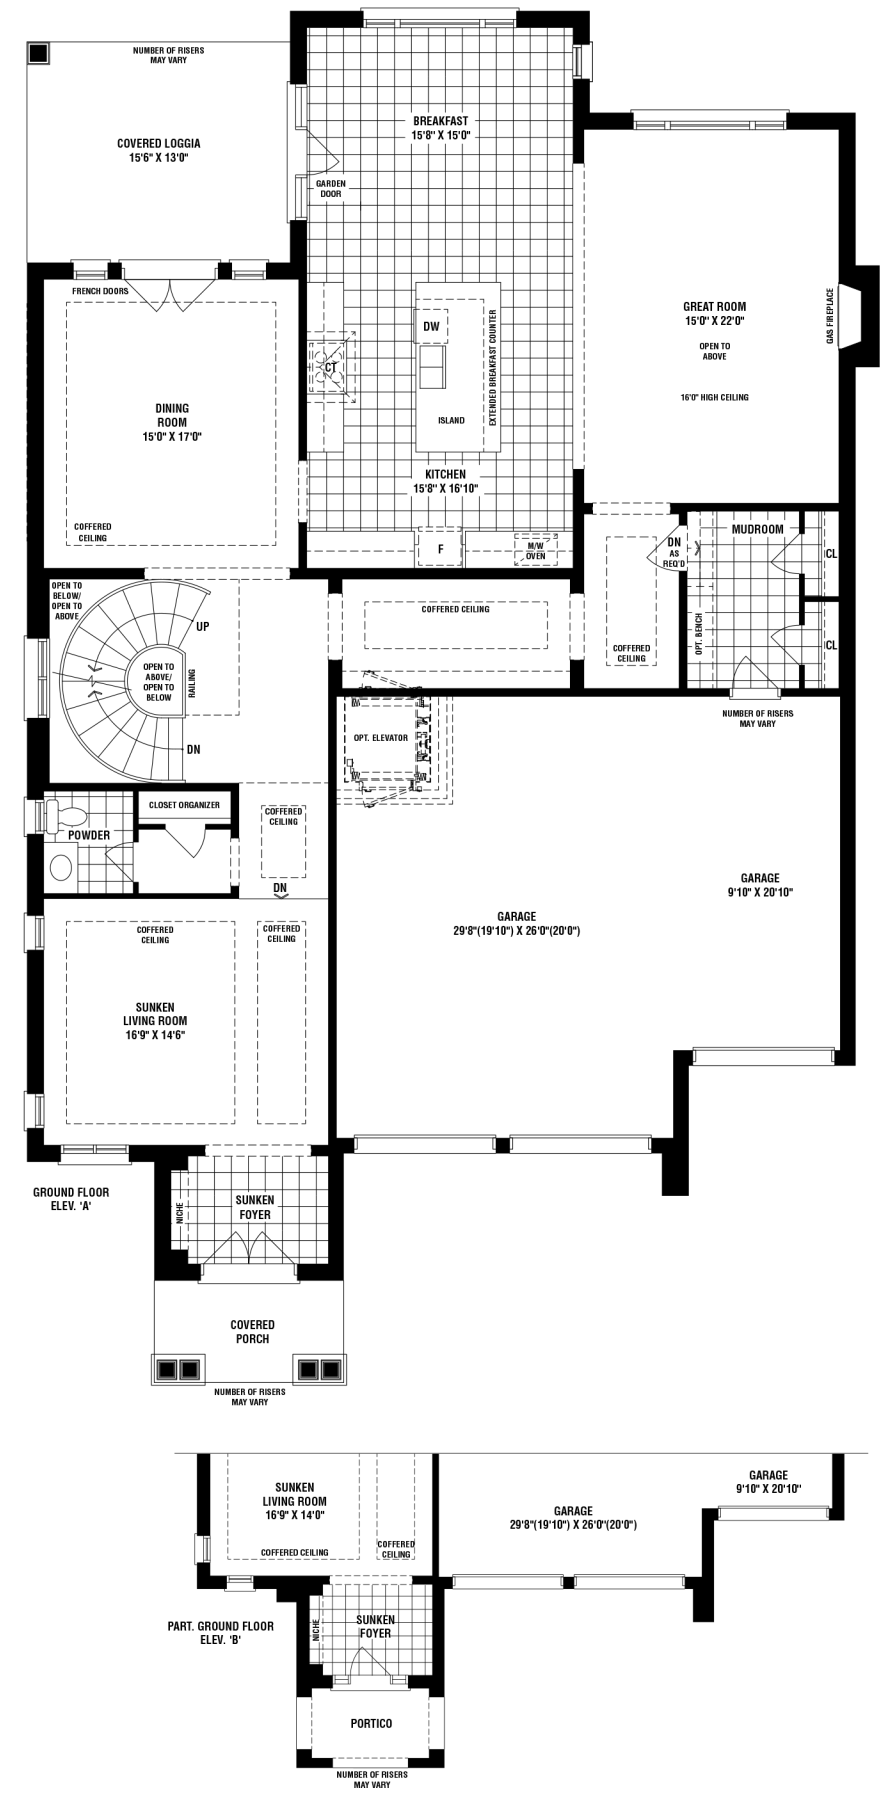 NUMBER OF RISERS
MAY VARY
COVERED LOGGIA
15'6" X 13'0"
BREAKFAST
15'8" X 15'0"
GARDEN
DOOR
FRENCH DOORS
GREAT ROOM
15'0" X 22'0"
OPEN TO
ABOVE
16'0" HIGH CEILING
GAS FIREPLACE
DW
CT
EXTENDED BREAKFAST COUNTER
ISLAND
DINING
ROOM
15'0" X 17'0"
COFFERED
CEILING
KITCHEN
15'8" X 16'10"
F
M/W
OVEN
MUDROOM
DN
AS
REQ'D
CL
OPT. BENCH
CL
COFFERED
CEILING
COFFERED CEILING
OPEN TO
BELOW/
OPEN TO
ABOVE
UP
OPEN TO
ABOVE/
OPEN TO
BELOW
RAILING
DN
NUMBER OF RISERS
MAY VARY
OPT. ELEVATOR
CLOSET ORGANIZER
POWDER
COFFERED
CEILING
DN
GARAGE
9'10" X 20'10"
GARAGE
29'8"(19'10") X 26'0"(20'0")
COFFERED
CEILING
COFFERED
CEILING
SUNKEN
LIVING ROOM
16'9" X 14'6"
GROUND FLOOR
ELEV. 'A'
NICHE
SUNKEN
FOYER
COVERED
PORCH
NUMBER OF RISERS
MAY VARY
SUNKEN
LIVING ROOM
16'9" X 14'0"
COFFERED CEILING
COFFERED
CEILING
GARAGE
9'10" X 20'10"
GARAGE
29'8"(19'10") X 26'0"(20'0")
PART. GROUND FLOOR
ELEV. 'B'
NICHE
SUNKEN
FOYER
PORTICO
NUMBER OF RISERS
MAY VARY